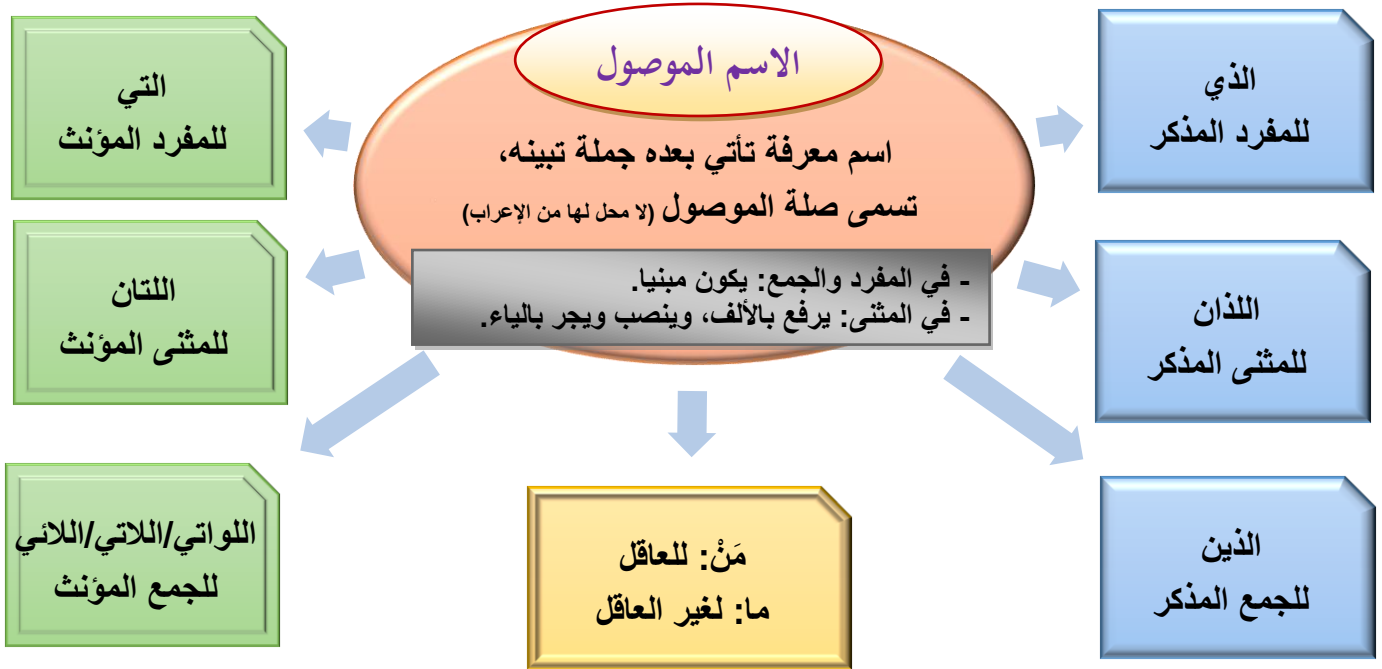 الاسم الموصول
اسم معرفة تأتي بعده جملة تبينه،
تسمى صلة الموصول (لا محل لها من الإعراب)
- في المفرد والجمع: يكون مبنيا.
- في المثنى: يرفع بالألف، وينصب ويجر بالياء.
الذي
للمفرد المذكر
اللذان
للمثنى المذكر
الذين
للجمع المذكر
التي
للمفرد المؤنث
اللتان
للمثنى المؤنث
اللواتي/اللاتي/اللائي
للجمع المؤنث
مَنْ: للعاقل
ما: لغير العاقل